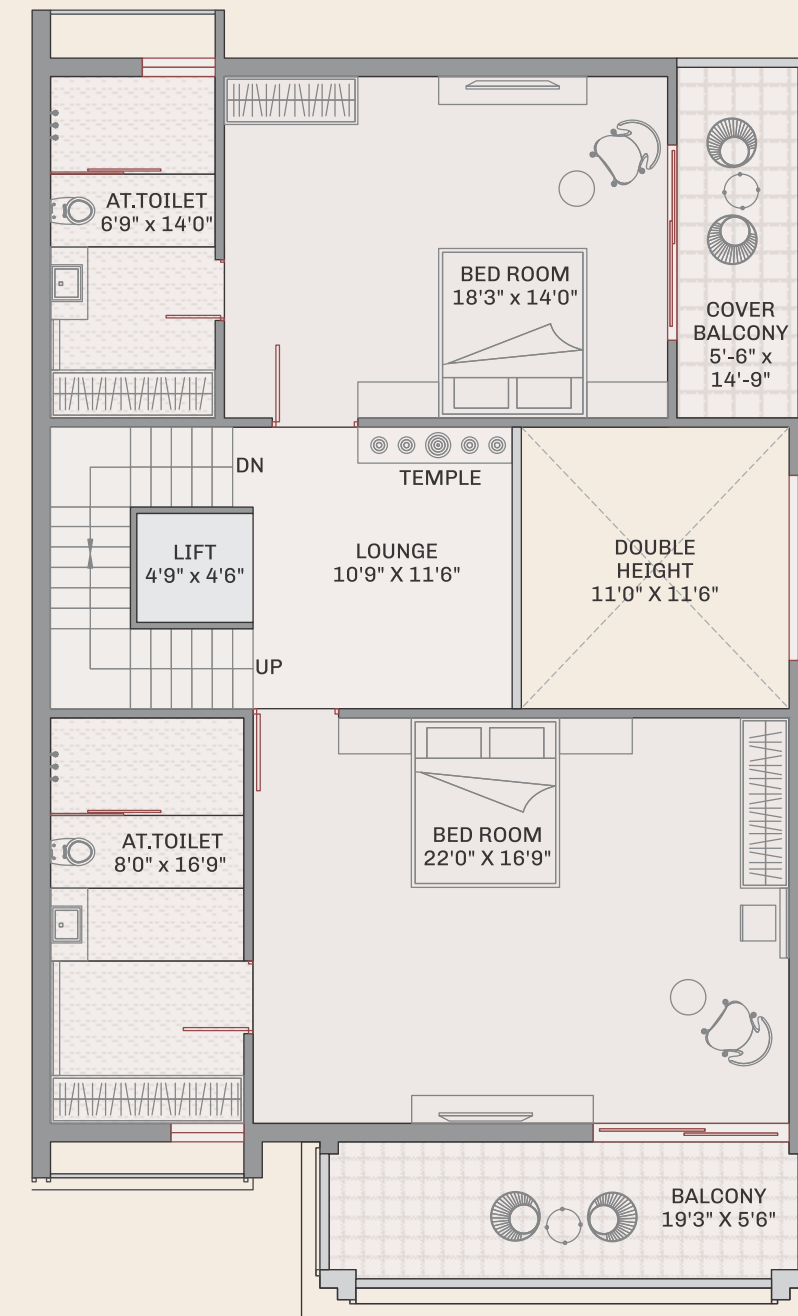 AT.TOILET
6'9" x 14'0"
BED ROOM
18'3" x 14'0"
COVER
BALCONY
5'-6" x
14'-9"
DN
TEMPLE
LIFT
4'9" x 4'6"
LOUNGE
10'9" X 11'6"
DOUBLE
HEIGHT
11'0" X 11'6"
UP
AT.TOILET
8'0" x 16'9"
BED ROOM
22'0" X 16'9"
BALCONY
19'3" X 5'6"